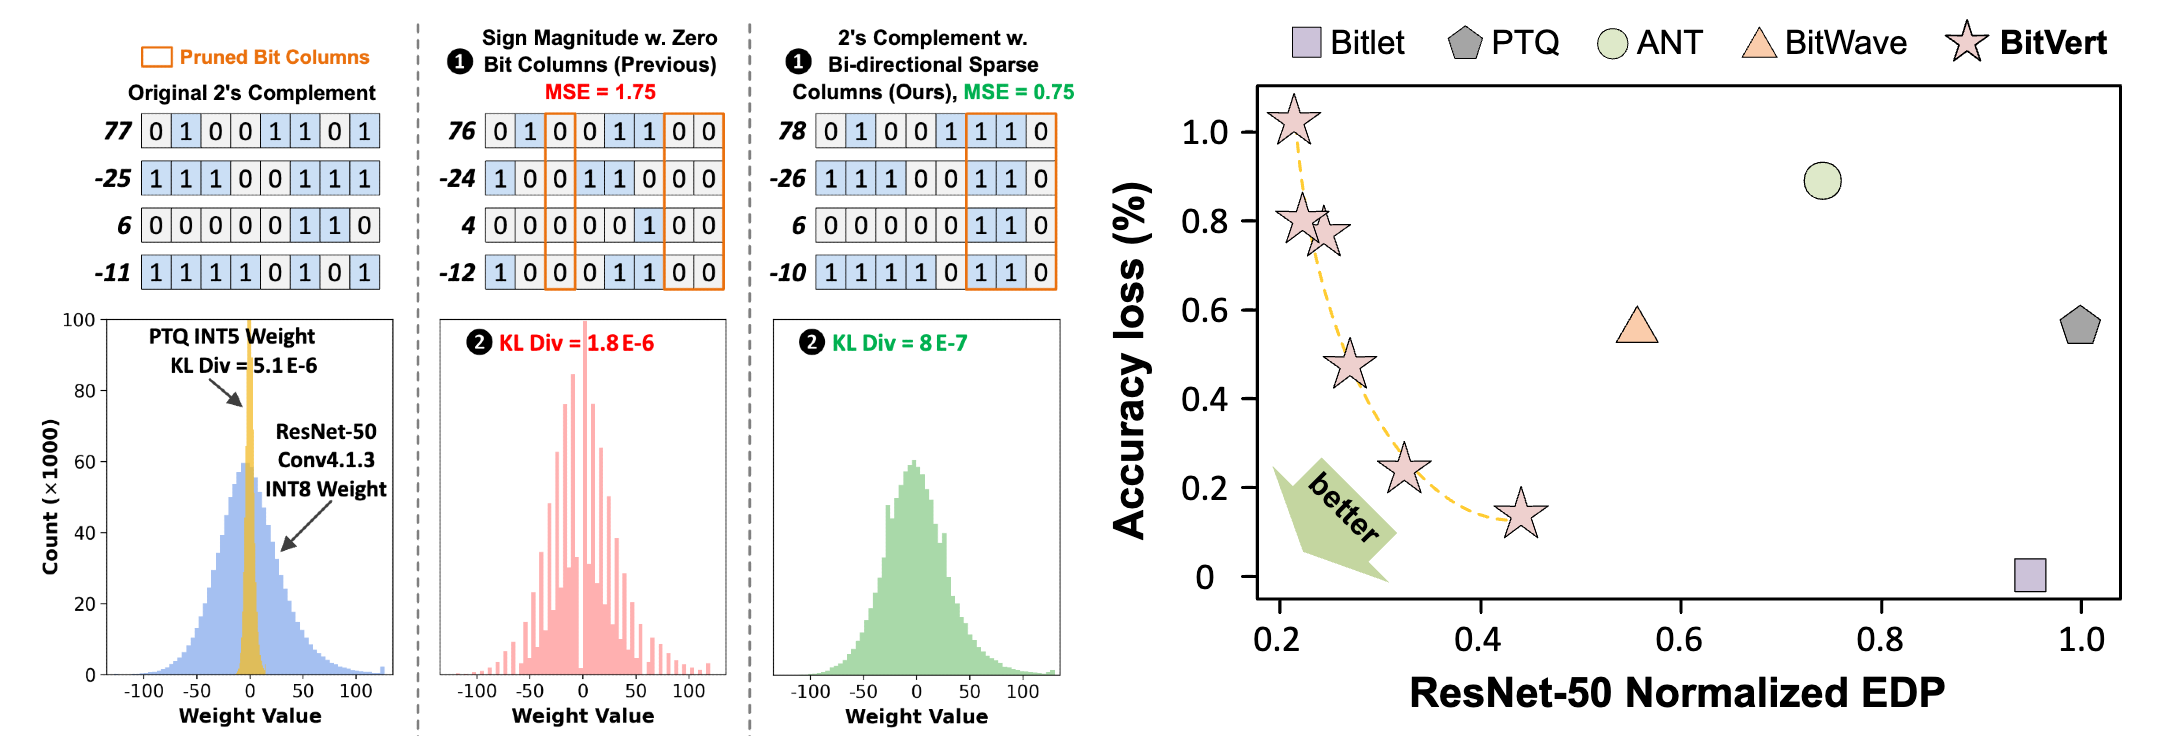 Pruned Bit Columns
Original 2's Complement
77 0 1 0 0 1 1 0 1
-25 1 1 1 0 0 1 1 1
6 0 0 0 0 0 1 1 0
-11 1 1 1 1 0 1 0 1
1 Sign Magnitude w. Zero
Bit Columns (Previous)
MSE = 1.75
76 0 1 0 0 1 1 0 0
-24 1 0 0 1 1 0 0 0
4 0 0 0 0 0 1 0 0
-12 1 0 0 0 1 1 0 0
1 2's Complement w.
Bi-directional Sparse
Columns (Ours), MSE = 0.75
78 0 1 0 0 1 1 1 0
-26 1 1 1 0 0 1 1 0
6 0 0 0 0 0 1 1 0
-10 1 1 1 1 0 1 1 0
100
80
60
40
20
0
Count (×1000)
PTQ INT5 Weight
KL Div = 5.1 E-6
ResNet-50
Conv4.1.3
INT8 Weight
-100 -50 0 50 100
Weight Value
2 KL Div = 1.8 E-6
-100 -50 0 50 100
Weight Value
2 KL Div = 8 E-7
-100 -50 0 50 100
Weight Value
Bitlet PTQ ANT BitWave BitVert
Accuracy loss (%)
1.0
0.8
0.6
0.4
0.2
0
better
0.2 0.4 0.6 0.8 1.0
ResNet-50 Normalized EDP